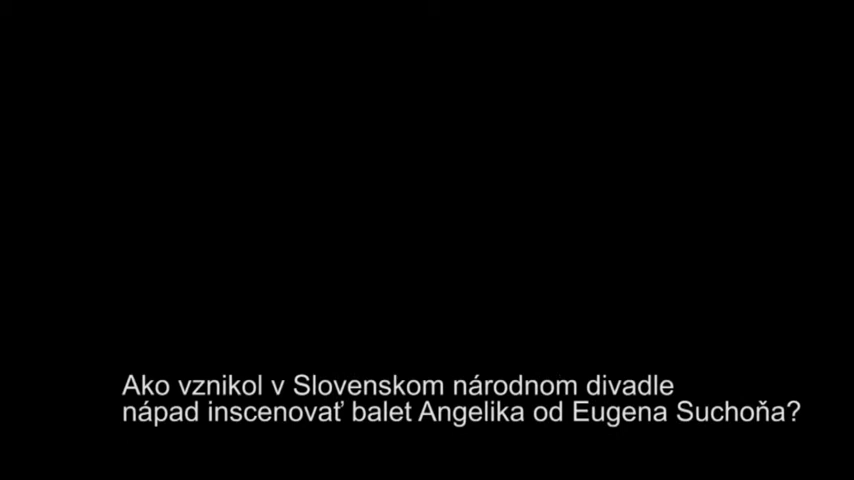 Ako vznikol v Slovenskom národnom divadle
nápad inscenovať balet Angelika od Eugena Suchoňa?